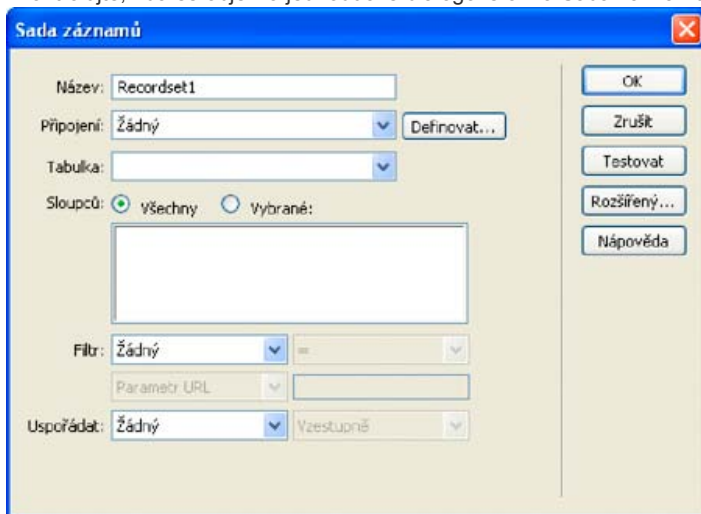 Sada záznamů
Název: Recordset1
Připojení: Žádný Definovat...
Tabulka:
Sloupců: Všechny Vybrané:
Filtr: Žádný =
Parametr URL
Uspořádat: Žádný Vzestupně
OK
Zrušit
Testovat
Rozšířený...
Nápověda